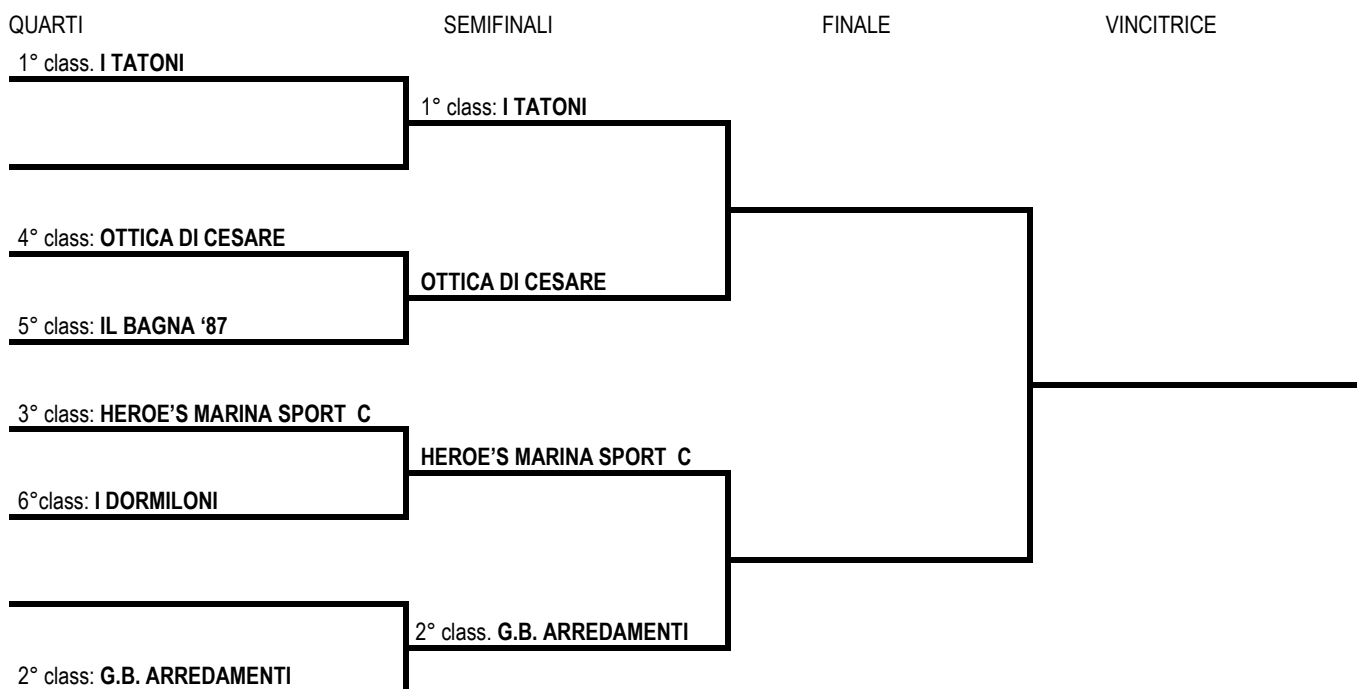 QUARTI SEMIFINALI FINALE VINCITRICE
1° class. I TATONI
1° class: I TATONI
4° class: OTTICA DI CESARE
OTTICA DI CESARE
5° class: IL BAGNA ‘87
3° class: HEROE’S MARINA SPORT  C
HEROE’S MARINA SPORT  C
6°class: I DORMILONI
2° class. G.B. ARREDAMENTI
2° class: G.B. ARREDAMENTI